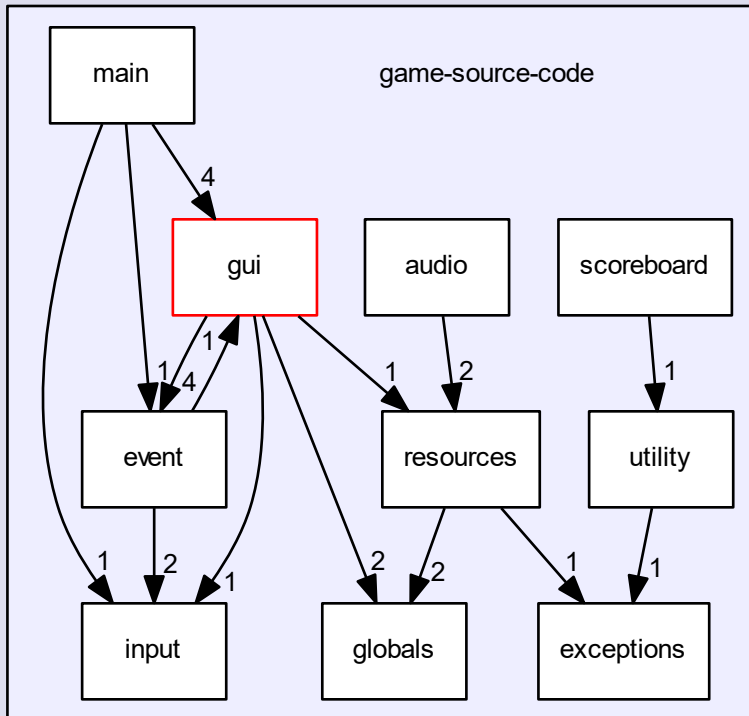 main
game-source-code
4
gui
audio
scoreboard
1
1
4
1
2
1
event
resources
utility
1
2
1
2
2
1
1
input
globals
exceptions